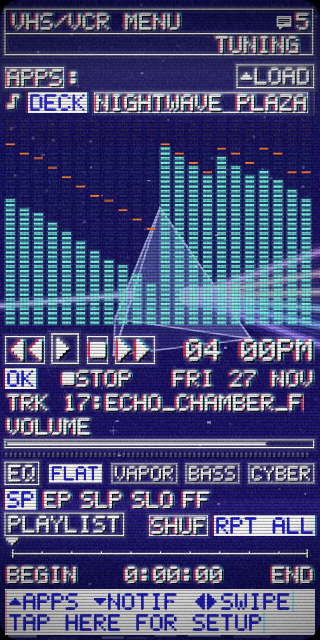 VHS/VCR MENU 5
TUNING
APPS: LOAD
DECK NIGHTWAVE PLAZA
04 00PM
OK STOP FRI 27 NOV
TRK 17:ECHO_CHAMBER_F
VOLUME
EQ FLAT VAPOR BASS CYBER
SP EP SLP SLO FF
PLAYLIST SHUF RPT ALL
BEGIN 0:00:00 END
APPS NOTIF SWIPE
TAP HERE FOR SETUP